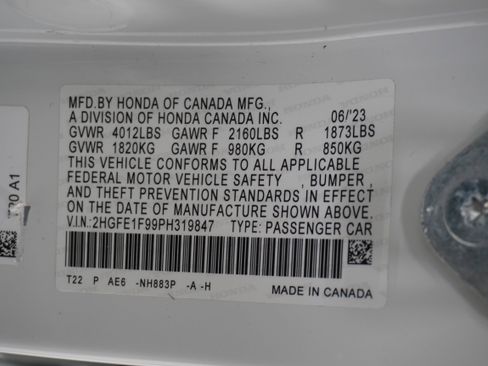 MFD.BY HONDA OF CANADA MFG.,
A DIVISION OF HONDA CANADA INC. 06/'23
GVWR 4012LBS GAWR F 2160LBS R 1873LBS
GVWR 1820KG GAWR F 980KG R 850KG
THIS VEHICLE CONFORMS TO ALL APPLICABLE
FEDERAL MOTOR VEHICLE SAFETY , BUMPER ,
AND THEFT PREVENTION STANDARDS IN EFFECT
ON THE DATE OF MANUFACTURE SHOWN ABOVE.
V.I.N.:2HGFE1F99PH319847 TYPE: PASSENGER CAR
T22 P AE6 -NH883P -A -H
MADE IN CANADA
T70 A1